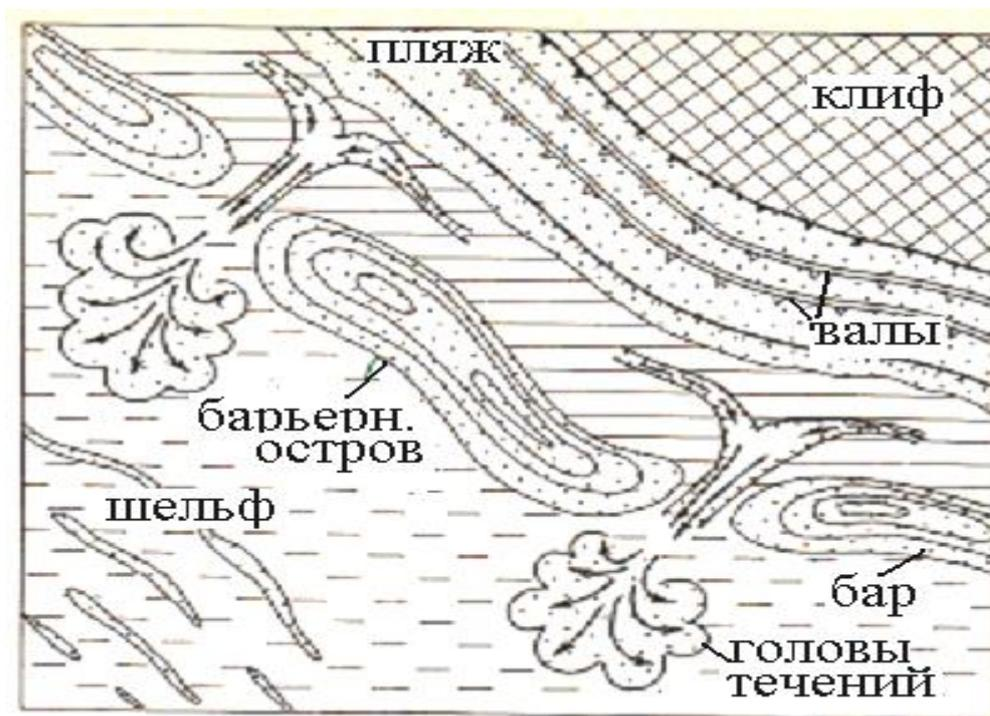 пляж
клиф
валы
барьерн.
остров
шельф
бар
головы
течений